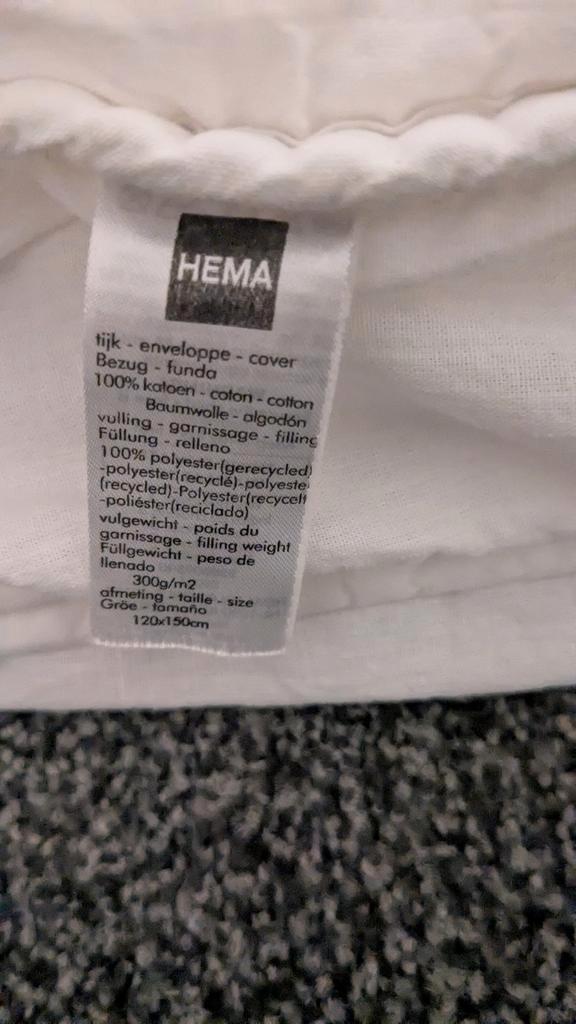 HEMA
tijk - enveloppe - cover
Bezug - funda
100% katoen - coton - cotton
Baumwolle - algodón
vulling - garnissage - filling
Füllung - relleno
100% polyester(gerecycled)
-polyester(recyclé)-polyeste
(recycled)-Polyester(recycelt
-poliéster(reciclado)
vulgewicht - poids du
garnissage - filling weight
Füllgewicht - peso de
llenado
300g/m2
afmeting - taille - size
Gröe - tamaño
120x150cm